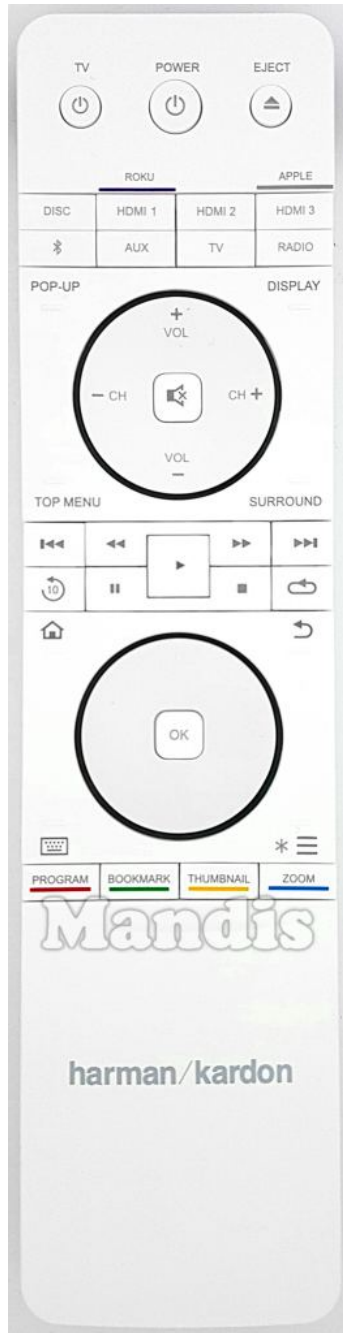 TV POWER EJECT
ROKU APPLE
DISC HDMI 1 HDMI 2 HDMI 3
AUX TV RADIO
POP-UP DISPLAY
+
VOL
− CH CH +
VOL
−
TOP MENU SURROUND
10
OK
PROGRAM BOOKMARK THUMBNAIL ZOOM
Mandis
harman/kardon